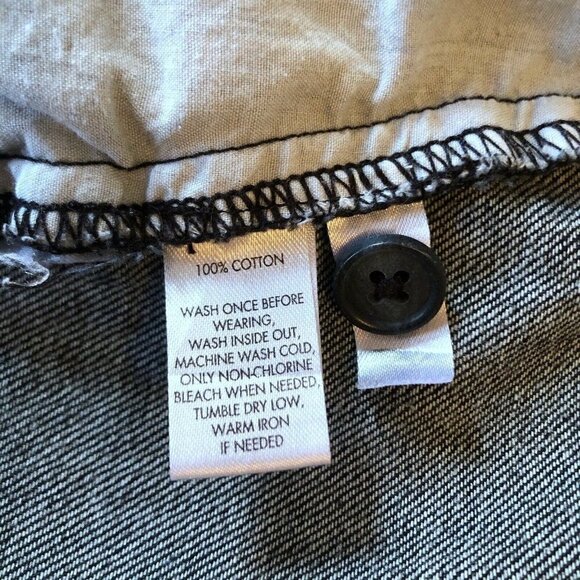 100% COTTON
WASH ONCE BEFORE
WEARING,
WASH INSIDE OUT,
MACHINE WASH COLD,
ONLY NON-CHLORINE
BLEACH WHEN NEEDED,
TUMBLE DRY LOW,
WARM IRON
IF NEEDED